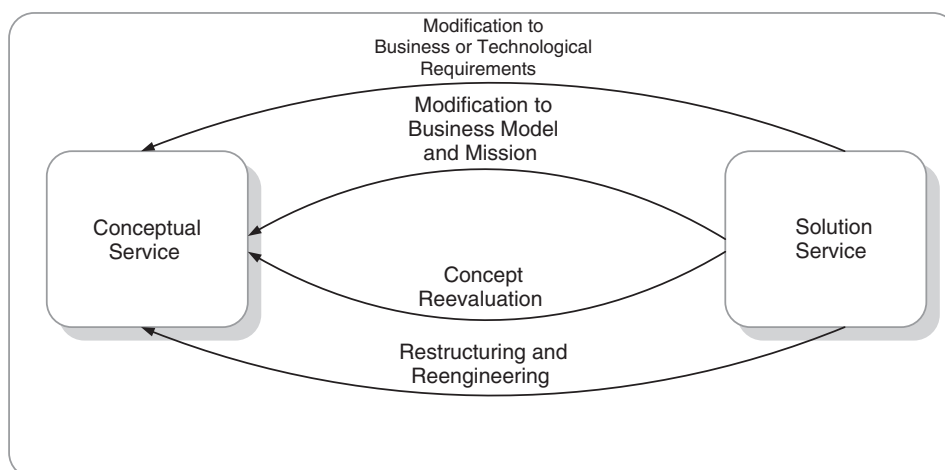 Modification to
Business or Technological
Requirements
Modification to
Business Model
and Mission
Conceptual
Service
Solution
Service
Concept
Reevaluation
Restructuring and
Reengineering